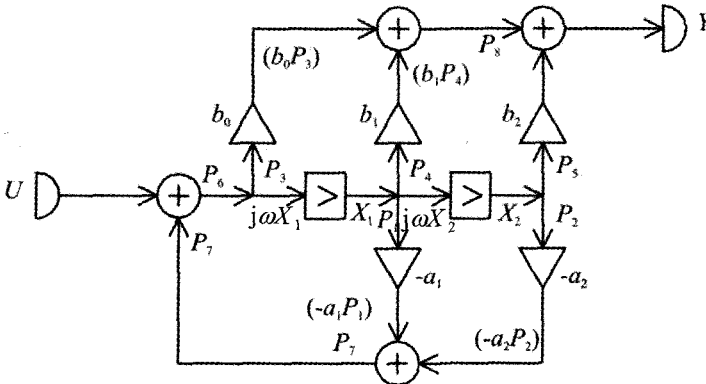 Y
P₈
(b₀P₃)
(b₁P₄)
b₀
b₁
b₂
P₆
P₃
P₄
P₅
U
jωX₁
X₁
P₁
jωX₂
X₂
P₂
P₇
-a₁
-a₂
(-a₁P₁)
P₇
(-a₂P₂)